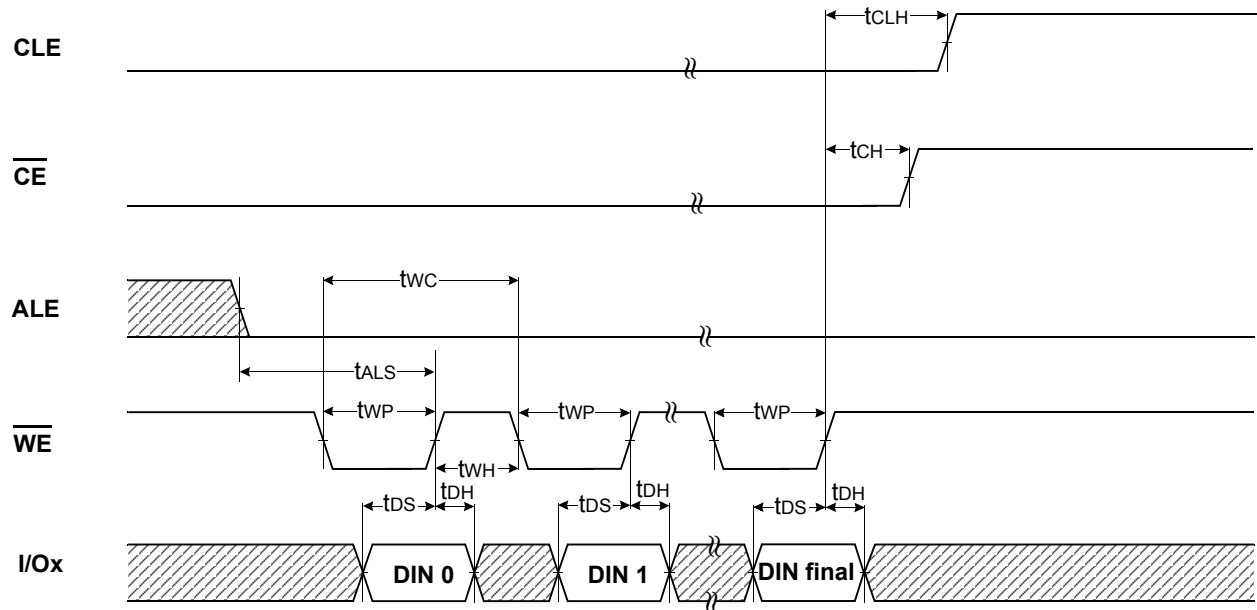 CLE
tCLH
CE
tCH
ALE
tWC
tALS
WE
tWP
tWP
tWP
tWH
tDS
tDH
tDS
tDH
tDS
tDH
I/Ox
DIN 0
DIN 1
DIN final